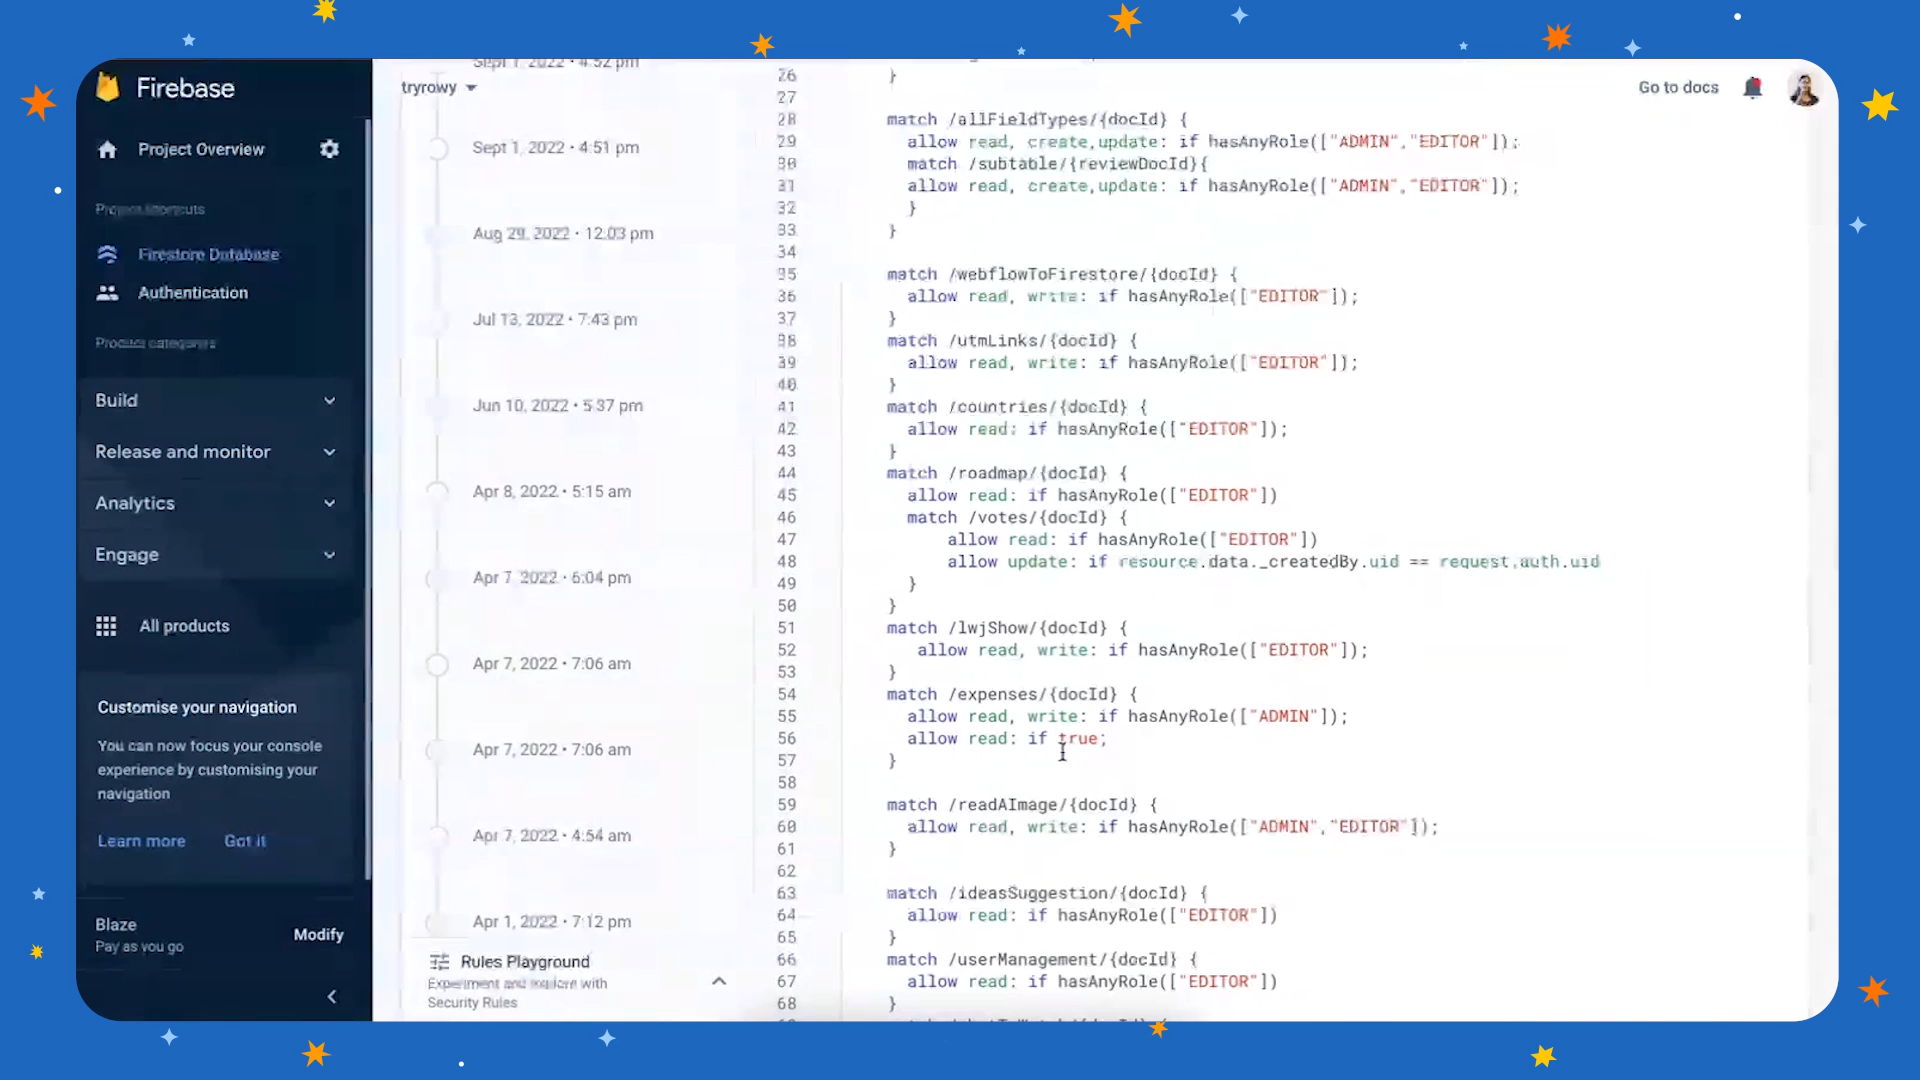 Firebase
Project Overview
Project shortcuts
Firestore Database
Authentication
Product categories
Build
Release and monitor
Analytics
Engage
All products
Customise your navigation
You can now focus your console
experience by customising your
navigation
Learn more Got it
Blaze
Pay as you go
Modify
tryrowy
Go to docs
Sept 1, 2022 • 4:52 pm
Sept 1, 2022 • 4:51 pm
Aug 29, 2022 • 12:03 pm
Jul 13, 2022 • 7:43 pm
Jun 10, 2022 • 5:37 pm
Apr 8, 2022 • 5:15 am
Apr 7, 2022 • 6:04 pm
Apr 7, 2022 • 7:06 am
Apr 7, 2022 • 7:06 am
Apr 7, 2022 • 4:54 am
Apr 1, 2022 • 7:12 pm
Rules Playground
Experiment and explore with
Security Rules
26 }
27
28 match /allFieldTypes/{docId} {
29 allow read, create,update: if hasAnyRole(["ADMIN","EDITOR"]);
30 match /subtable/{reviewDocId}{
31 allow read, create,update: if hasAnyRole(["ADMIN","EDITOR"]);
32 }
33 }
34
35 match /webflowToFirestore/{docId} {
36 allow read, write: if hasAnyRole(["EDITOR"]);
37 }
38 match /utmLinks/{docId} {
39 allow read, write: if hasAnyRole(["EDITOR"]);
40 }
41 match /countries/{docId} {
42 allow read: if hasAnyRole(["EDITOR"]);
43 }
44 match /roadmap/{docId} {
45 allow read: if hasAnyRole(["EDITOR"])
46 match /votes/{docId} {
47 allow read: if hasAnyRole(["EDITOR"])
48 allow update: if resource.data._createdBy.uid == request.auth.uid
49 }
50 }
51 match /lwjShow/{docId} {
52 allow read, write: if hasAnyRole(["EDITOR"]);
53 }
54 match /expenses/{docId} {
55 allow read, write: if hasAnyRole(["ADMIN"]);
56 allow read: if true;
57 }
58
59 match /readAImage/{docId} {
60 allow read, write: if hasAnyRole(["ADMIN","EDITOR"]);
61 }
62
63 match /ideasSuggestion/{docId} {
64 allow read: if hasAnyRole(["EDITOR"])
65 }
66 match /userManagement/{docId} {
67 allow read: if hasAnyRole(["EDITOR"])
68 }